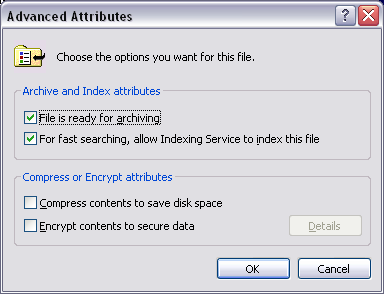 Advanced Attributes
Choose the options you want for this file.
Archive and Index attributes
File is ready for archiving
For fast searching, allow Indexing Service to index this file
Compress or Encrypt attributes
Compress contents to save disk space
Encrypt contents to secure data
Details
OK
Cancel